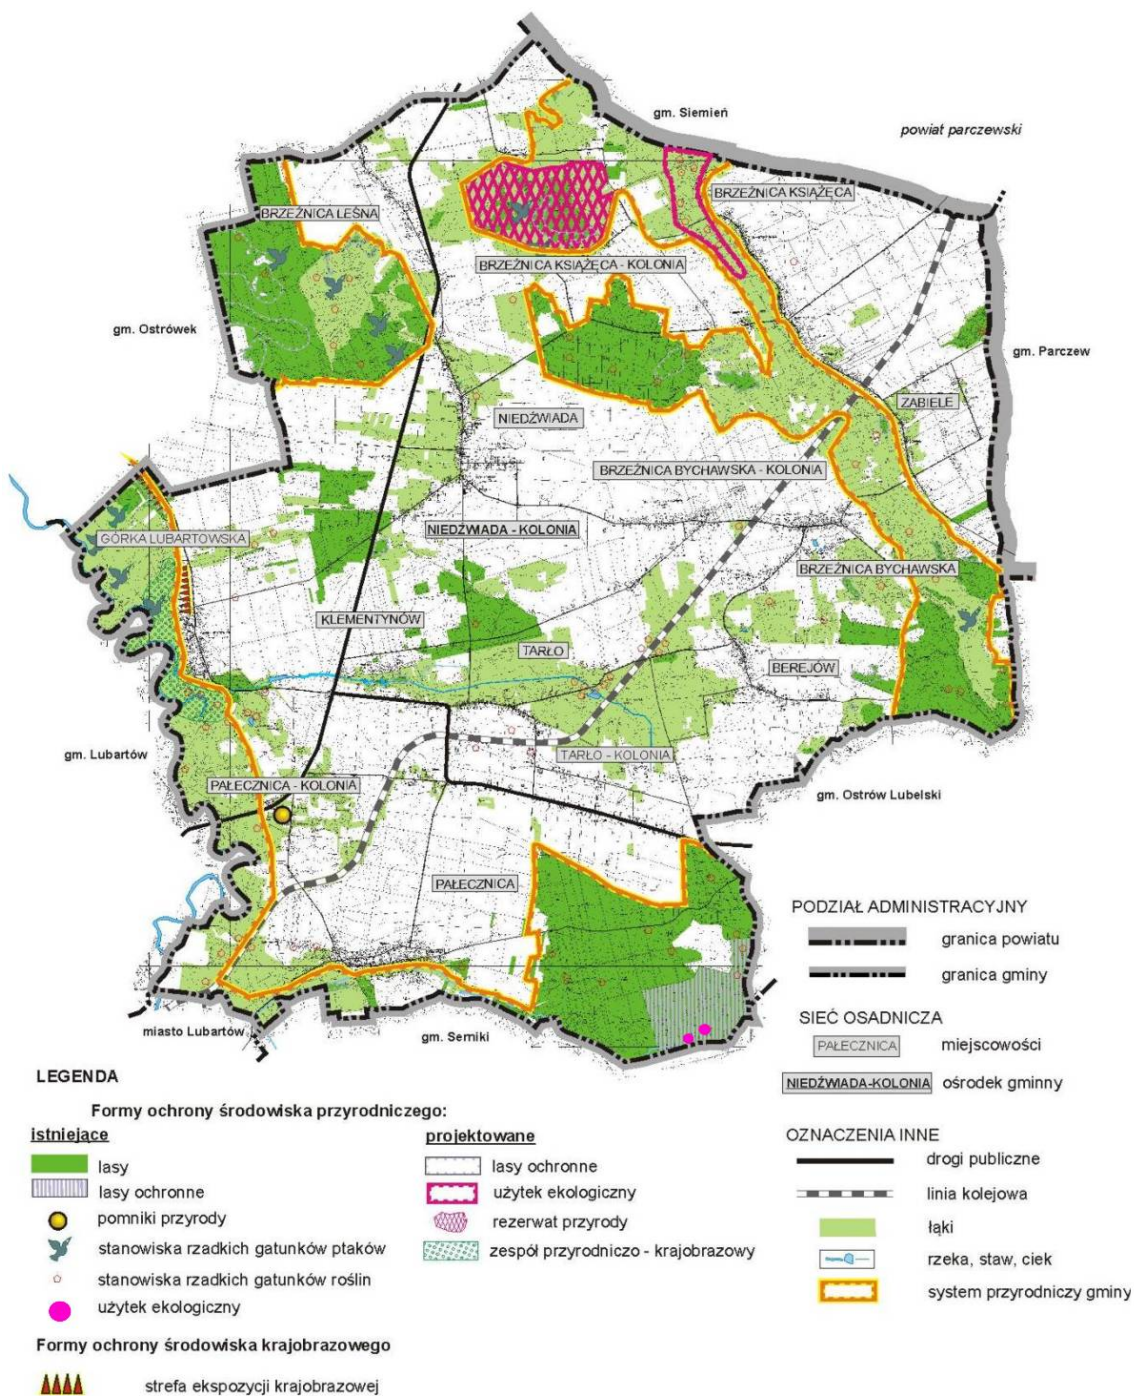 gm. Siemień
powiat parczewski
BRZEŹNICA KSIĄŻĘCA
BRZEŹNICA LEŚNA
BRZEŹNICA KSIĄŻĘCA - KOLONIA
gm. Ostrówek
gm. Parczew
ZABIELE
NIEDŹWIADA
BRZEŹNICA BYCHAWSKA - KOLONIA
NIEDŹWIADA - KOLONIA
GÓRKA LUBARTOWSKA
BRZEŹNICA BYCHAWSKA
KLEMENTYNÓW
TARŁO
BEREJÓW
gm. Lubartów
TARŁO - KOLONIA
gm. Ostrów Lubelski
PAŁECZNICA - KOLONIA
PAŁECZNICA
miasto Lubartów
gm. Serniki
PODZIAŁ ADMINISTRACYJNY
granica powiatu
granica gminy
SIEĆ OSADNICZA
PAŁECZNICA miejscowości
NIEDŹWIADA-KOLONIA ośrodek gminny
LEGENDA
Formy ochrony środowiska przyrodniczego:
istniejące
lasy
lasy ochronne
pomniki przyrody
stanowiska rzadkich gatunków ptaków
stanowiska rzadkich gatunków roślin
użytek ekologiczny
projektowane
lasy ochronne
użytek ekologiczny
rezerwat przyrody
zespół przyrodniczo - krajobrazowy
OZNACZENIA INNE
drogi publiczne
linia kolejowa
łąki
rzeka, staw, ciek
system przyrodniczy gminy
Formy ochrony środowiska krajobrazowego
strefa ekspozycji krajobrazowej